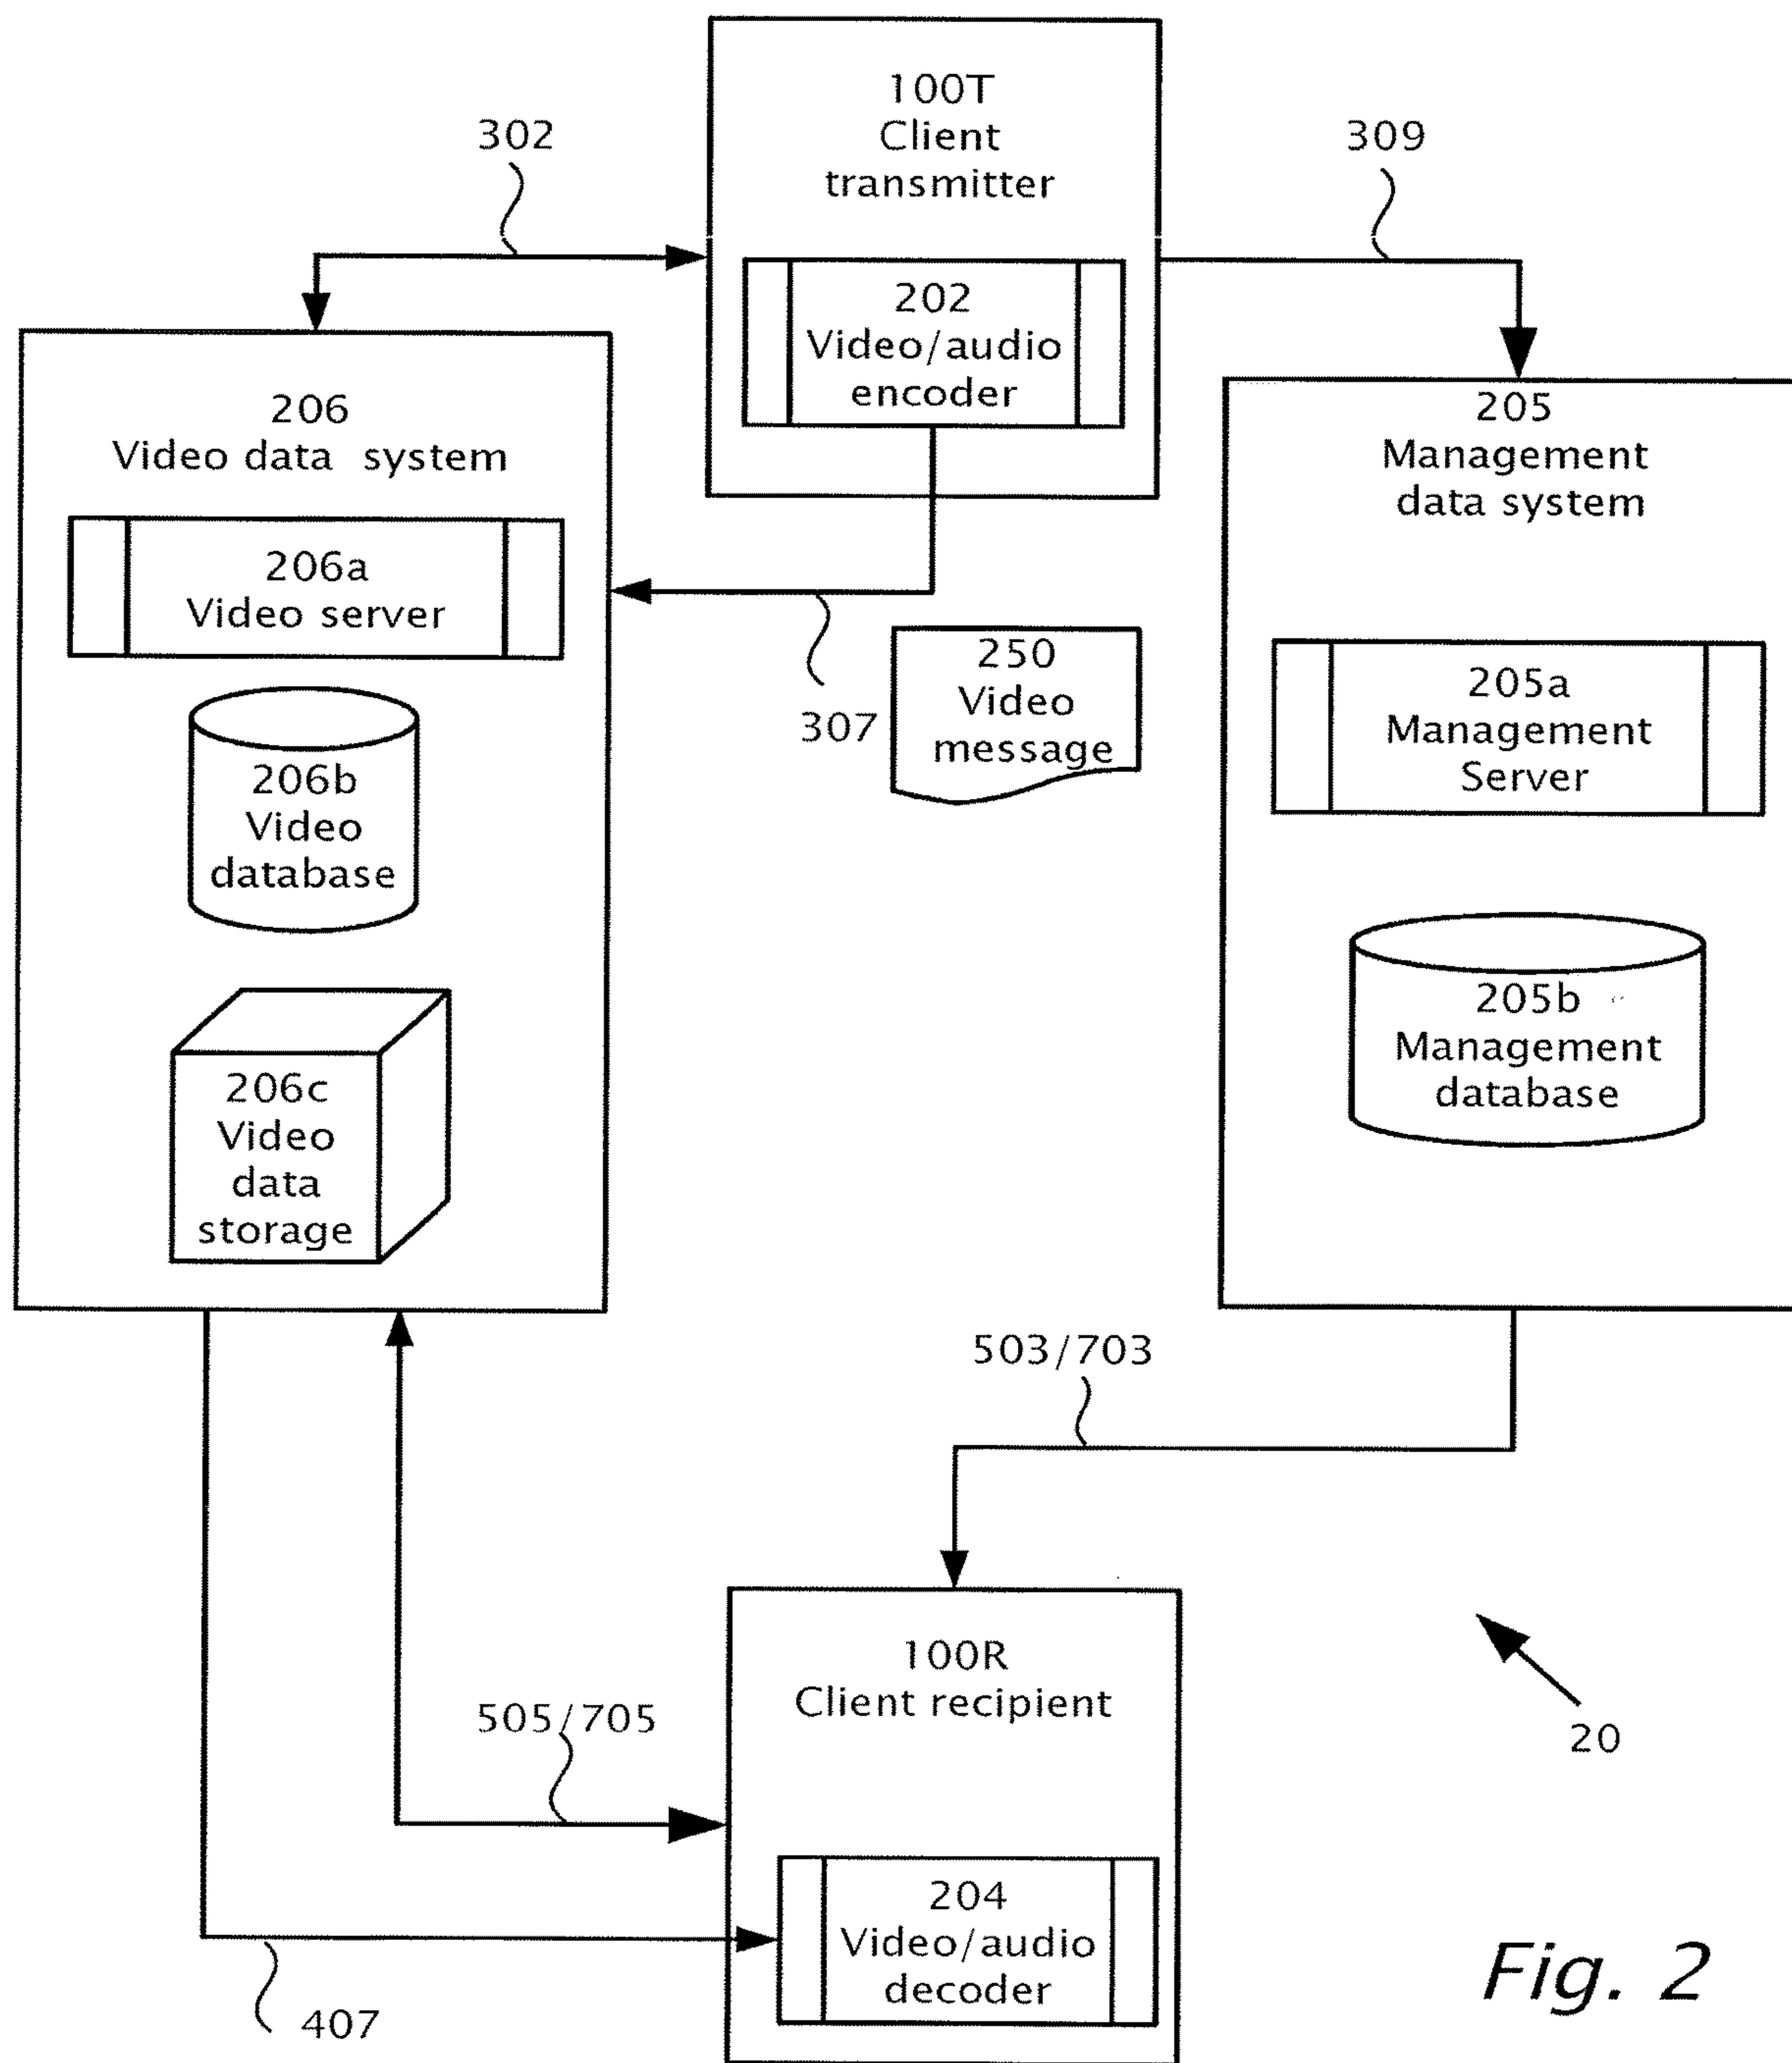 100T
Client
transmitter
302
309
202
Video/audio
encoder
206
Video data system
205
Management
data system
206a
Video server
307
250
Video
message
205a
Management
Server
206b
Video
database
205b
Management
database
206c
Video
data
storage
503/703
100R
Client recipient
505/705
20
204
Video/audio
decoder
407
Fig. 2